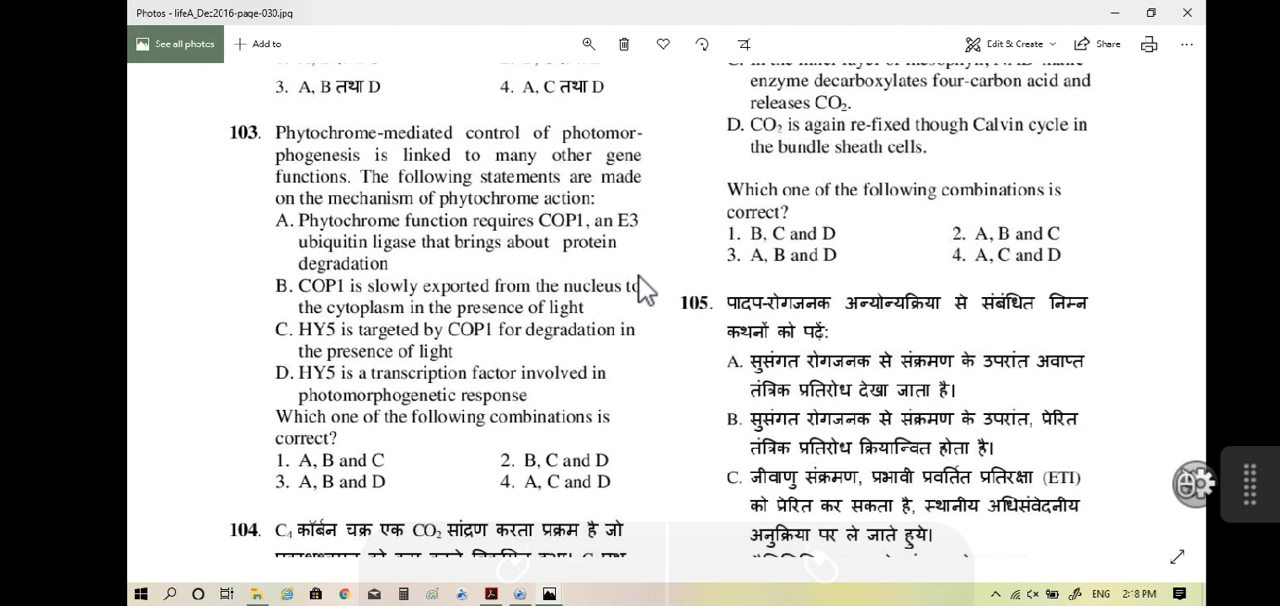 Photos - lifeA_Dec2016-page-030.jpg
See all photos
Add to
Edit & Create
Share
3. A, B तथा D
4. A, C तथा D
103. Phytochrome-mediated control of photomor-
phogenesis is linked to many other gene
functions. The following statements are made
on the mechanism of phytochrome action:
A. Phytochrome function requires COP1, an E3
ubiquitin ligase that brings about protein
degradation
B. COP1 is slowly exported from the nucleus to
the cytoplasm in the presence of light
C. HY5 is targeted by COP1 for degradation in
the presence of light
D. HY5 is a transcription factor involved in
photomorphogenetic response
Which one of the following combinations is
correct?
1. A, B and C
2. B, C and D
3. A, B and D
4. A, C and D
104. C₄ कॉर्बन चक्र एक CO₂ सांद्रण करता प्रक्रम है जो
enzyme decarboxylates four-carbon acid and
releases CO₂.
D. CO₂ is again re-fixed though Calvin cycle in
the bundle sheath cells.
Which one of the following combinations is
correct?
1. B, C and D
2. A, B and C
3. A, B and D
4. A, C and D
105. पादप-रोगजनक अन्योन्यक्रिया से संबंधित निम्न
कथनों को पढ़ें:
A. सुसंगत रोगजनक से संक्रमण के उपरांत अवाप्त
तंत्रिक प्रतिरोध देखा जाता है।
B. सुसंगत रोगजनक से संक्रमण के उपरांत, प्रेरित
तंत्रिक प्रतिरोध क्रियान्वित होता है।
C. जीवाणु संक्रमण, प्रभावी प्रवर्तित प्रतिरक्षा (ETI)
को प्रेरित कर सकता है, स्थानीय अधिसंवेदनीय
अनुक्रिया पर ले जाते हुये।
ENG 2:18 PM